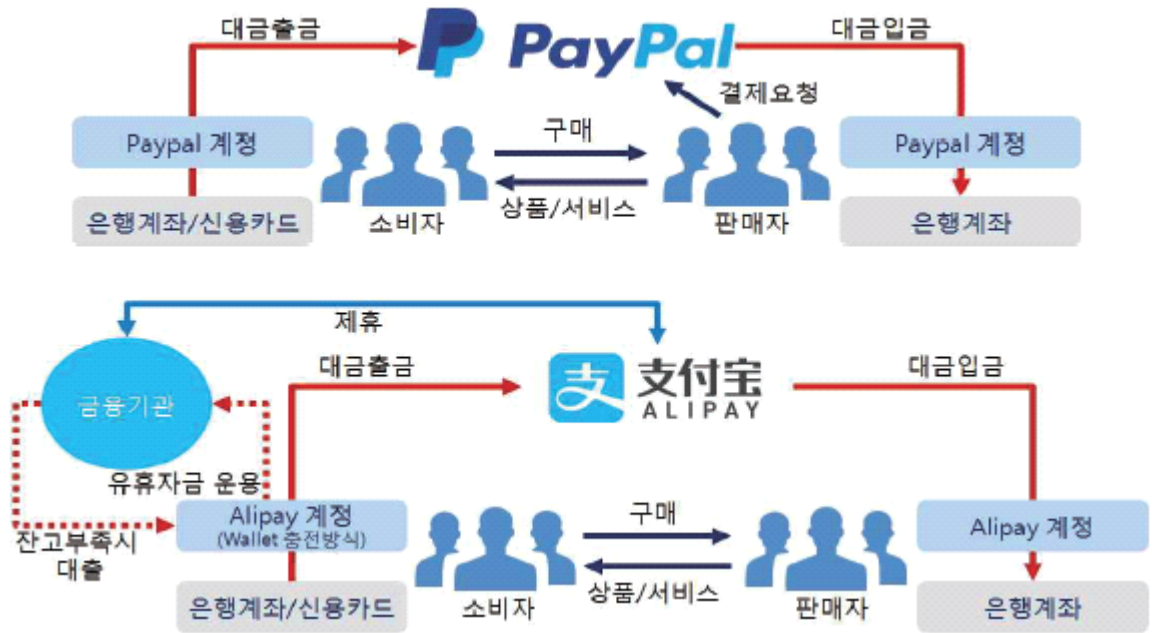 대금출금
PayPal
대금입금
결제요청
Paypal 계정
구매
Paypal 계정
은행계좌/신용카드
소비자
상품/서비스
판매자
은행계좌
제휴
금융기관
대금출금
支
支付宝
ALIPAY
대금입금
유휴자금 운용
Alipay 계정
(Wallet 충전방식)
구매
Alipay 계정
잔고부족시
대출
은행계좌/신용카드
소비자
상품/서비스
판매자
은행계좌